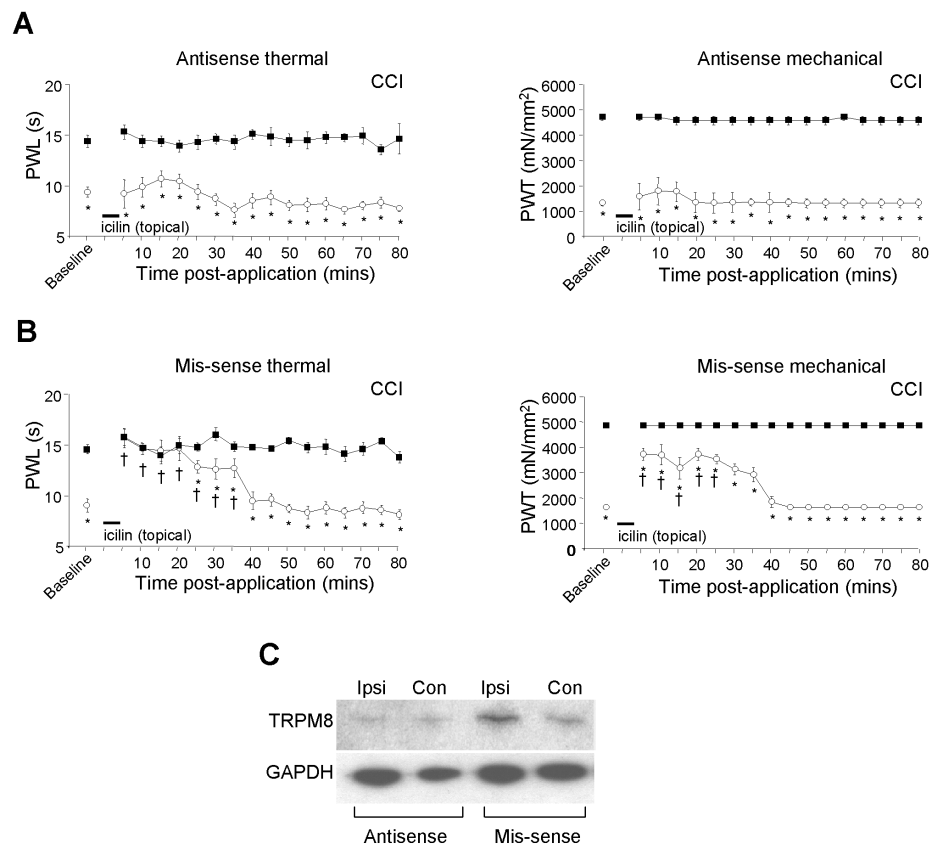 A
Antisense thermal
CCI
20
15
10
5
PWL (s)
*
* * * * * * * * * * * * * * * *
icilin (topical)
Baseline
10 20 30 40 50 60 70 80
Time post-application (mins)
Antisense mechanical
CCI
6000
5000
4000
3000
2000
1000
0
PWT (mN/mm²)
*
* * * * * * * * * * * * * * * *
icilin (topical)
Baseline
10 20 30 40 50 60 70 80
Time post-application (mins)
B
Mis-sense thermal
CCI
20
15
10
5
PWL (s)
† † † †
* * *
† † †
*
* * * * * * * * *
icilin (topical)
Baseline
10 20 30 40 50 60 70 80
Time post-application (mins)
Mis-sense mechanical
CCI
6000
5000
4000
3000
2000
1000
0
PWT (mN/mm²)
* * * * * * *
† † † † †
*
* * * * * * * * *
icilin (topical)
Baseline
10 20 30 40 50 60 70 80
Time post-application (mins)
C
Ipsi Con Ipsi Con
TRPM8
GAPDH
Antisense Mis-sense